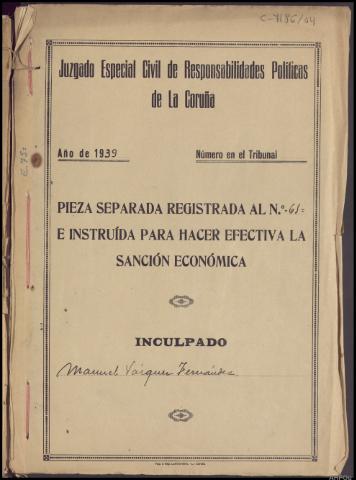 C-4186/04
Juzgado Especial Civil de Responsabilidades Políticas
de La Coruña
Año de 1939 Número en el Tribunal
PIEZA SEPARADA REGISTRADA AL N.º -61-
E INSTRUÍDA PARA HACER EFECTIVA LA
SANCIÓN ECONÓMICA
INCULPADO
Manuel Vázquez Fernández